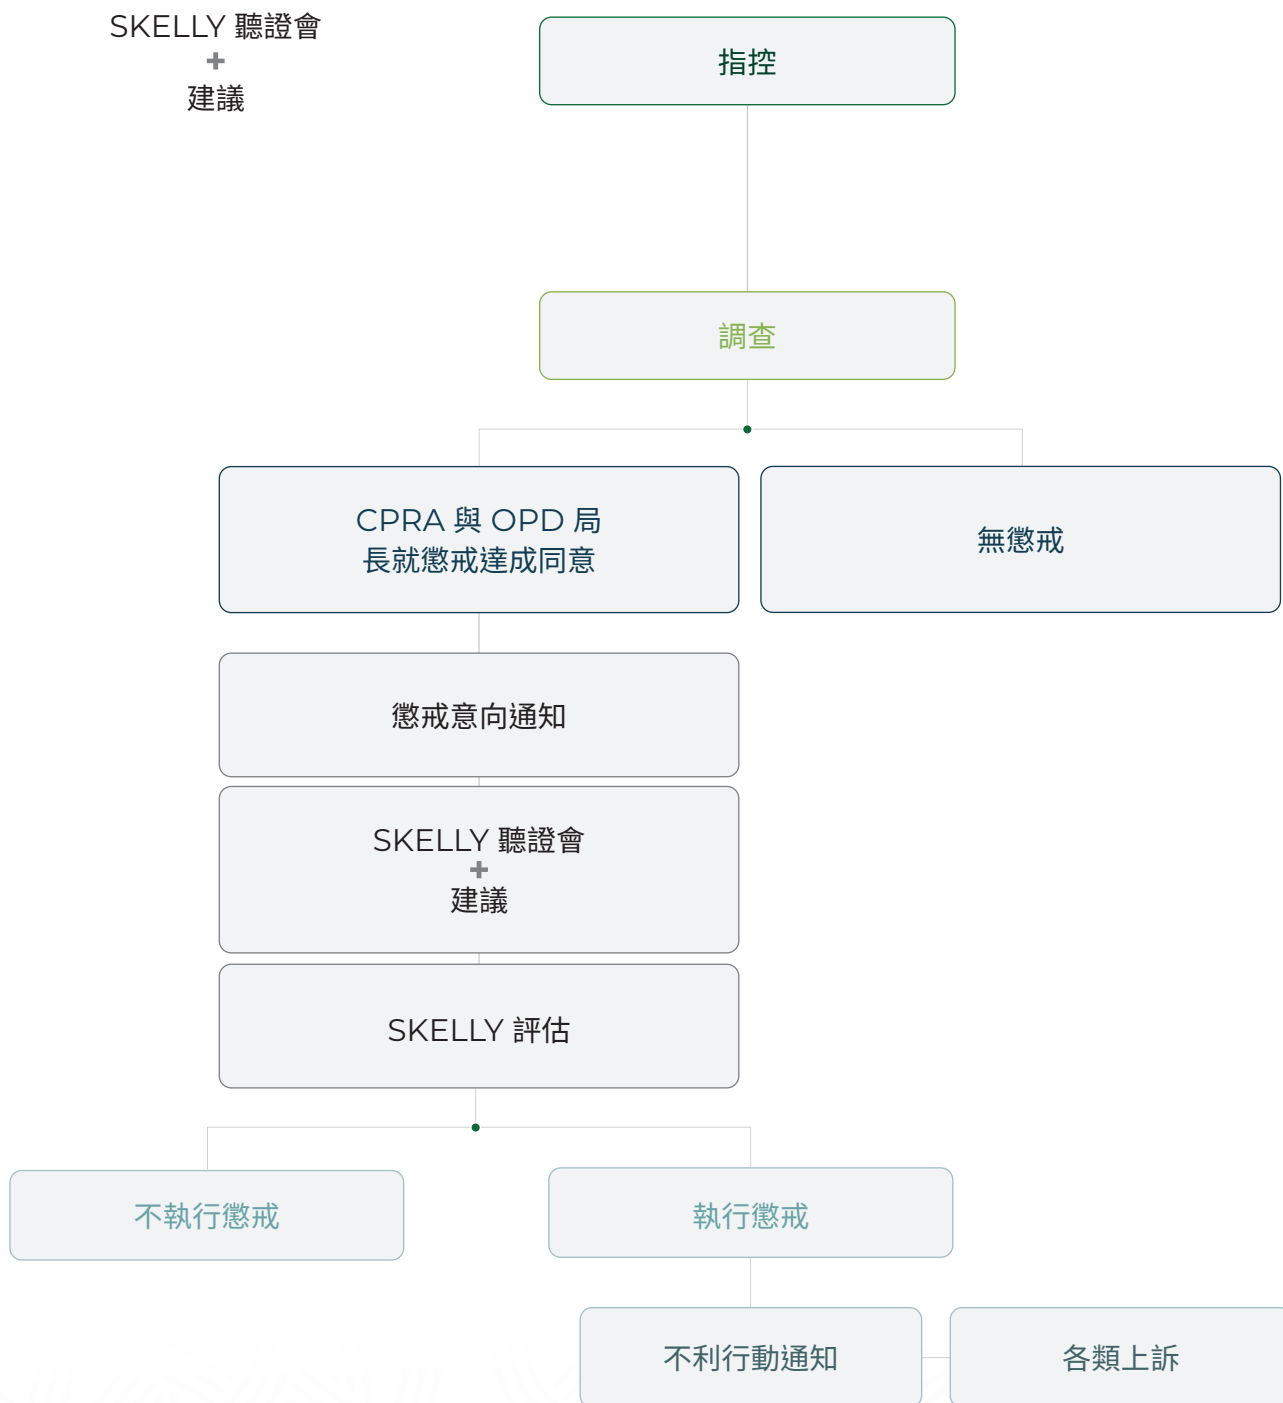 SKELLY 聽證會
+
建議
指控
調查
CPRA 與 OPD 局
長就懲戒達成同意
無懲戒
懲戒意向通知
SKELLY 聽證會
+
建議
SKELLY 評估
不執行懲戒
執行懲戒
不利行動通知
各類上訴